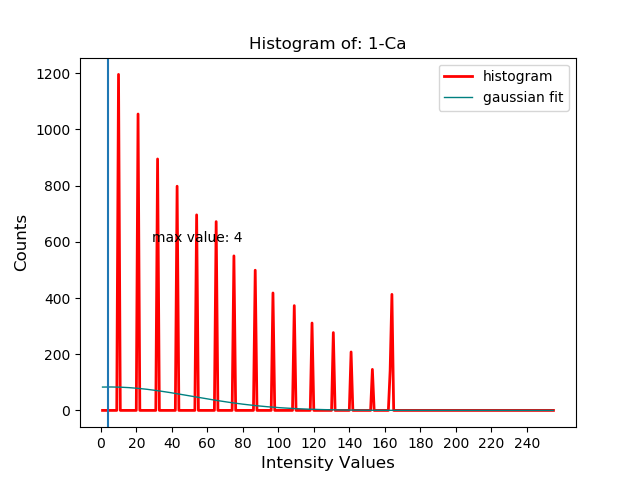 Histogram of: 1-Ca
histogram
gaussian fit
max value: 4
Counts
1200
1000
800
600
400
200
0
0 20 40 60 80 100 120 140 160 180 200 220 240
Intensity Values